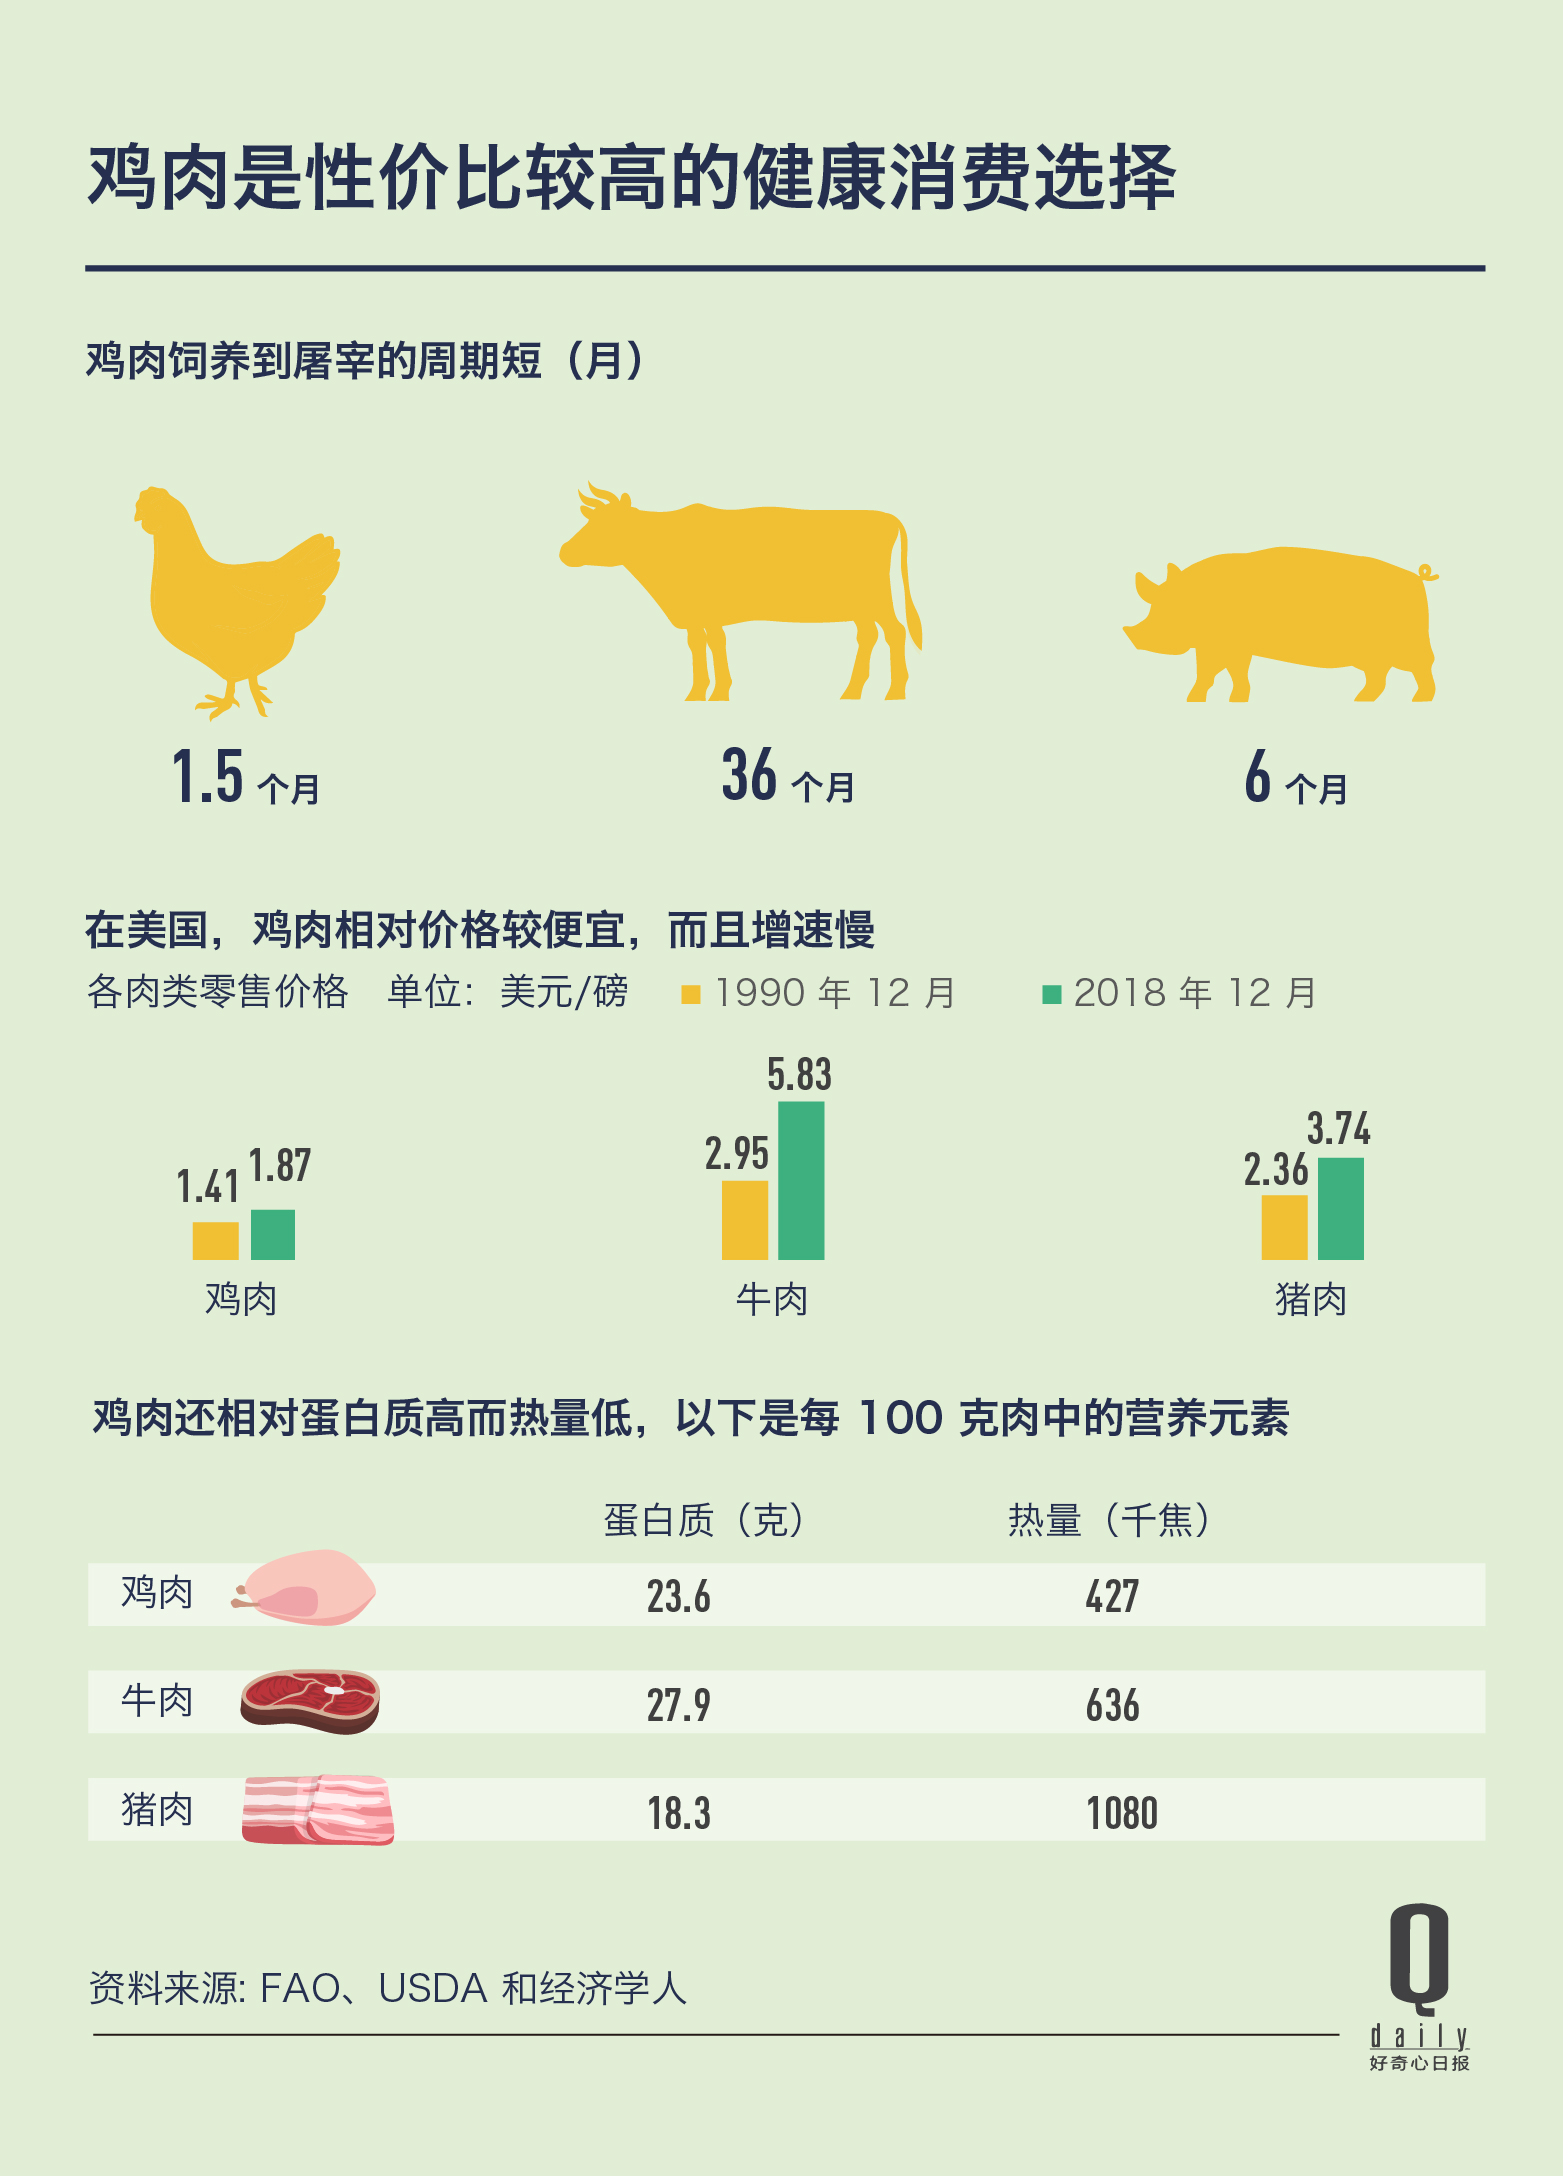 鸡肉是性价比较高的健康消费选择
鸡肉饲养到屠宰的周期短（月）
1.5 个月
36 个月
6 个月
在美国，鸡肉相对价格较便宜，而且增速慢
各肉类零售价格 单位：美元/磅 1990 年 12 月 2018 年 12 月
1.41 1.87
2.95 5.83
2.36 3.74
鸡肉 牛肉 猪肉
鸡肉还相对蛋白质高而热量低，以下是每 100 克肉中的营养元素
蛋白质（克） 热量（千焦）
鸡肉 23.6 427
牛肉 27.9 636
猪肉 18.3 1080
资料来源: FAO、USDA 和经济学人
Q
daily
好奇心日报